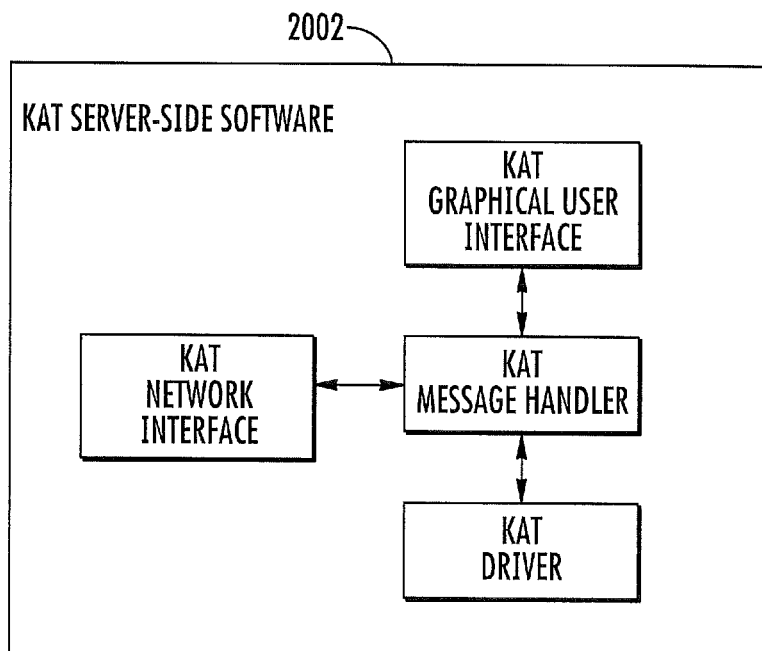 2002
KAT SERVER-SIDE SOFTWARE
KAT
GRAPHICAL USER
INTERFACE
KAT
NETWORK
INTERFACE
KAT
MESSAGE HANDLER
KAT
DRIVER